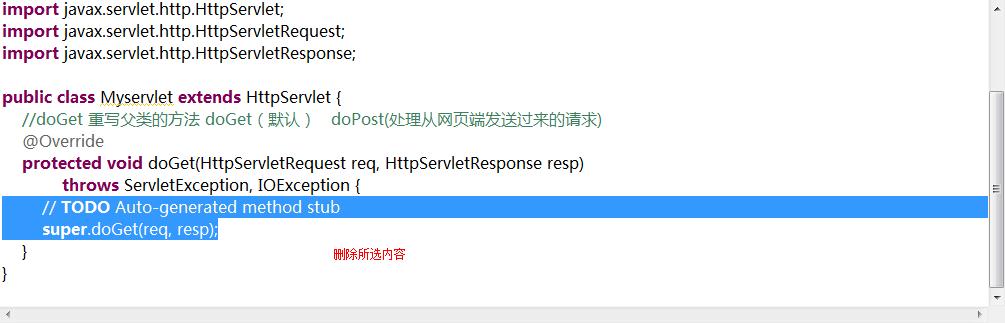 import javax.servlet.http.HttpServlet;
import javax.servlet.http.HttpServletRequest;
import javax.servlet.http.HttpServletResponse;
public class Myservlet extends HttpServlet {
//doGet 重写父类的方法 doGet（默认） doPost(处理从网页端发送过来的请求)
@Override
protected void doGet(HttpServletRequest req, HttpServletResponse resp)
throws ServletException, IOException {
// TODO Auto-generated method stub
super.doGet(req, resp);
}
删除所选内容
}